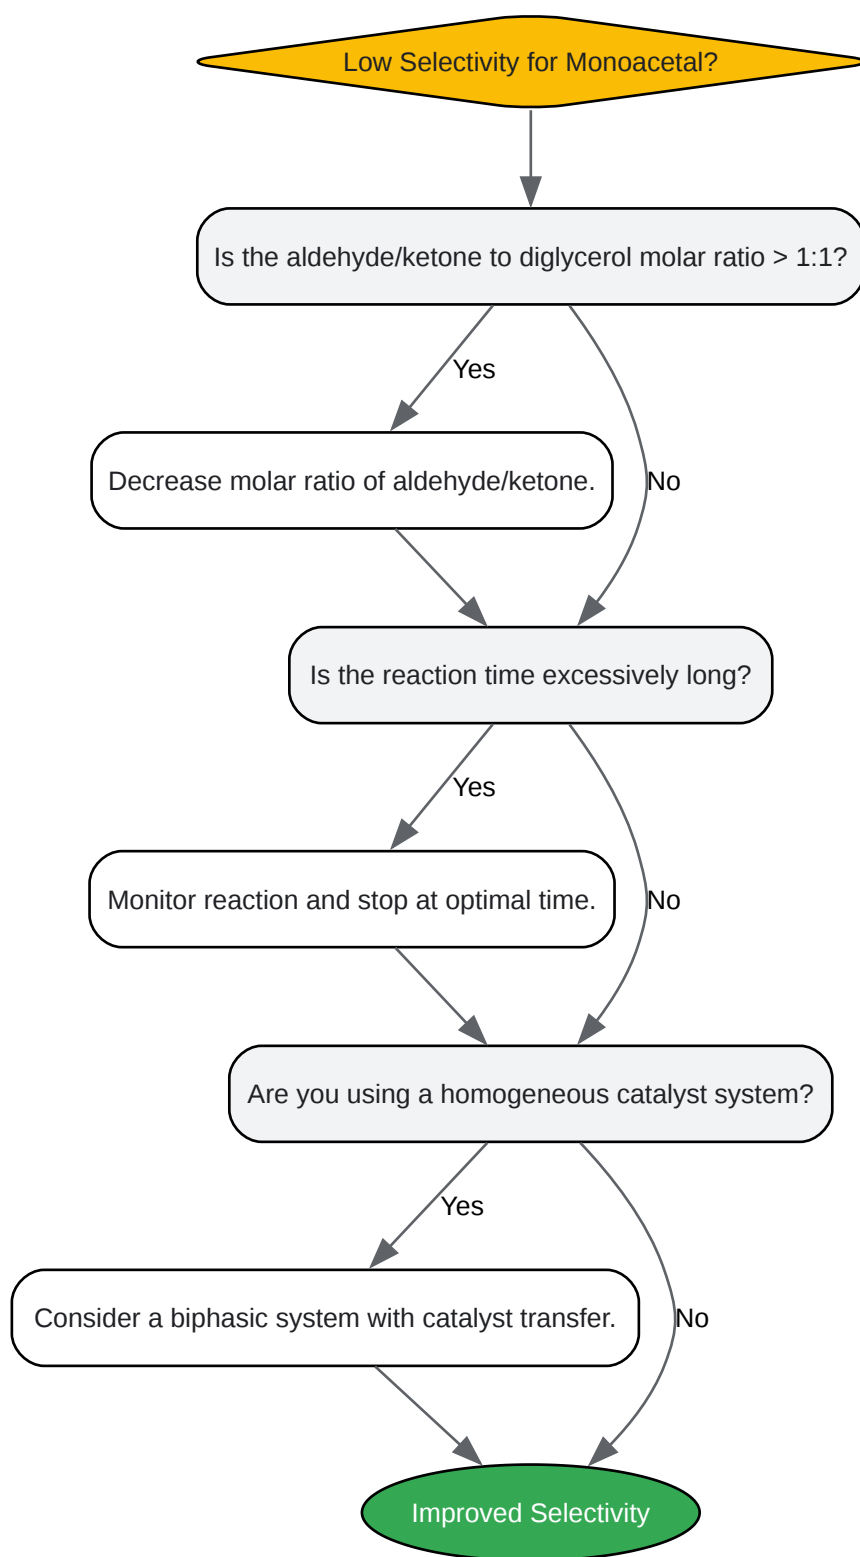 Low Selectivity for Monoacetal?
Is the aldehyde/ketone to diglycerol molar ratio > 1:1?
Yes
Decrease molar ratio of aldehyde/ketone.
No
Is the reaction time excessively long?
Yes
Monitor reaction and stop at optimal time.
No
Are you using a homogeneous catalyst system?
Yes
Consider a biphasic system with catalyst transfer.
No
Improved Selectivity